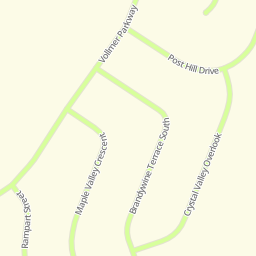 Vollmer Parkway
Post Hill Drive
Maple Valley Crescent
Brandywine Terrace South
Crystal Valley Overlook
Rampart Street